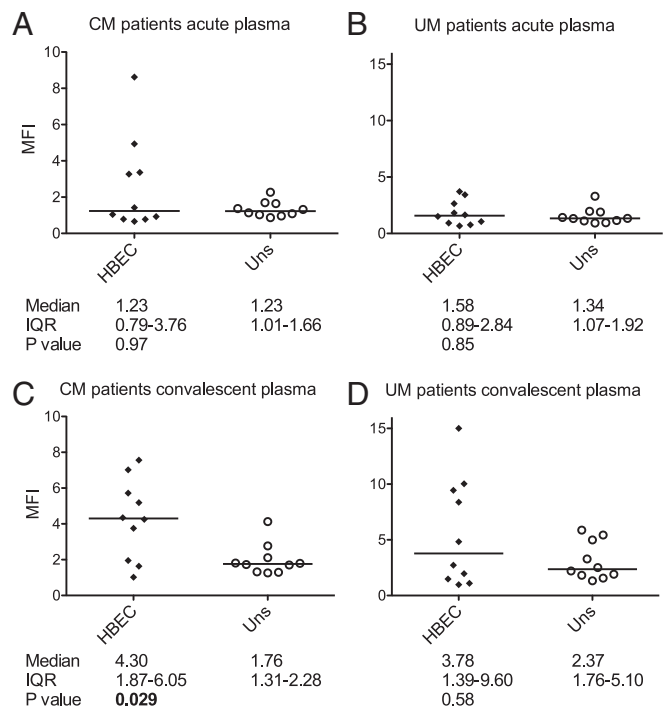 A CM patients acute plasma
B UM patients acute plasma
10
8
6
4
2
0
MFI
HBEC
Uns
15
10
5
0
HBEC
Uns
Median 1.23 1.23 1.58 1.34
IQR 0.79-3.76 1.01-1.66 0.89-2.84 1.07-1.92
P value 0.97 0.85
C CM patients convalescent plasma
D UM patients convalescent plasma
10
8
6
4
2
0
MFI
HBEC
Uns
15
10
5
0
HBEC
Uns
Median 4.30 1.76 3.78 2.37
IQR 1.87-6.05 1.31-2.28 1.39-9.60 1.76-5.10
P value 0.029 0.58